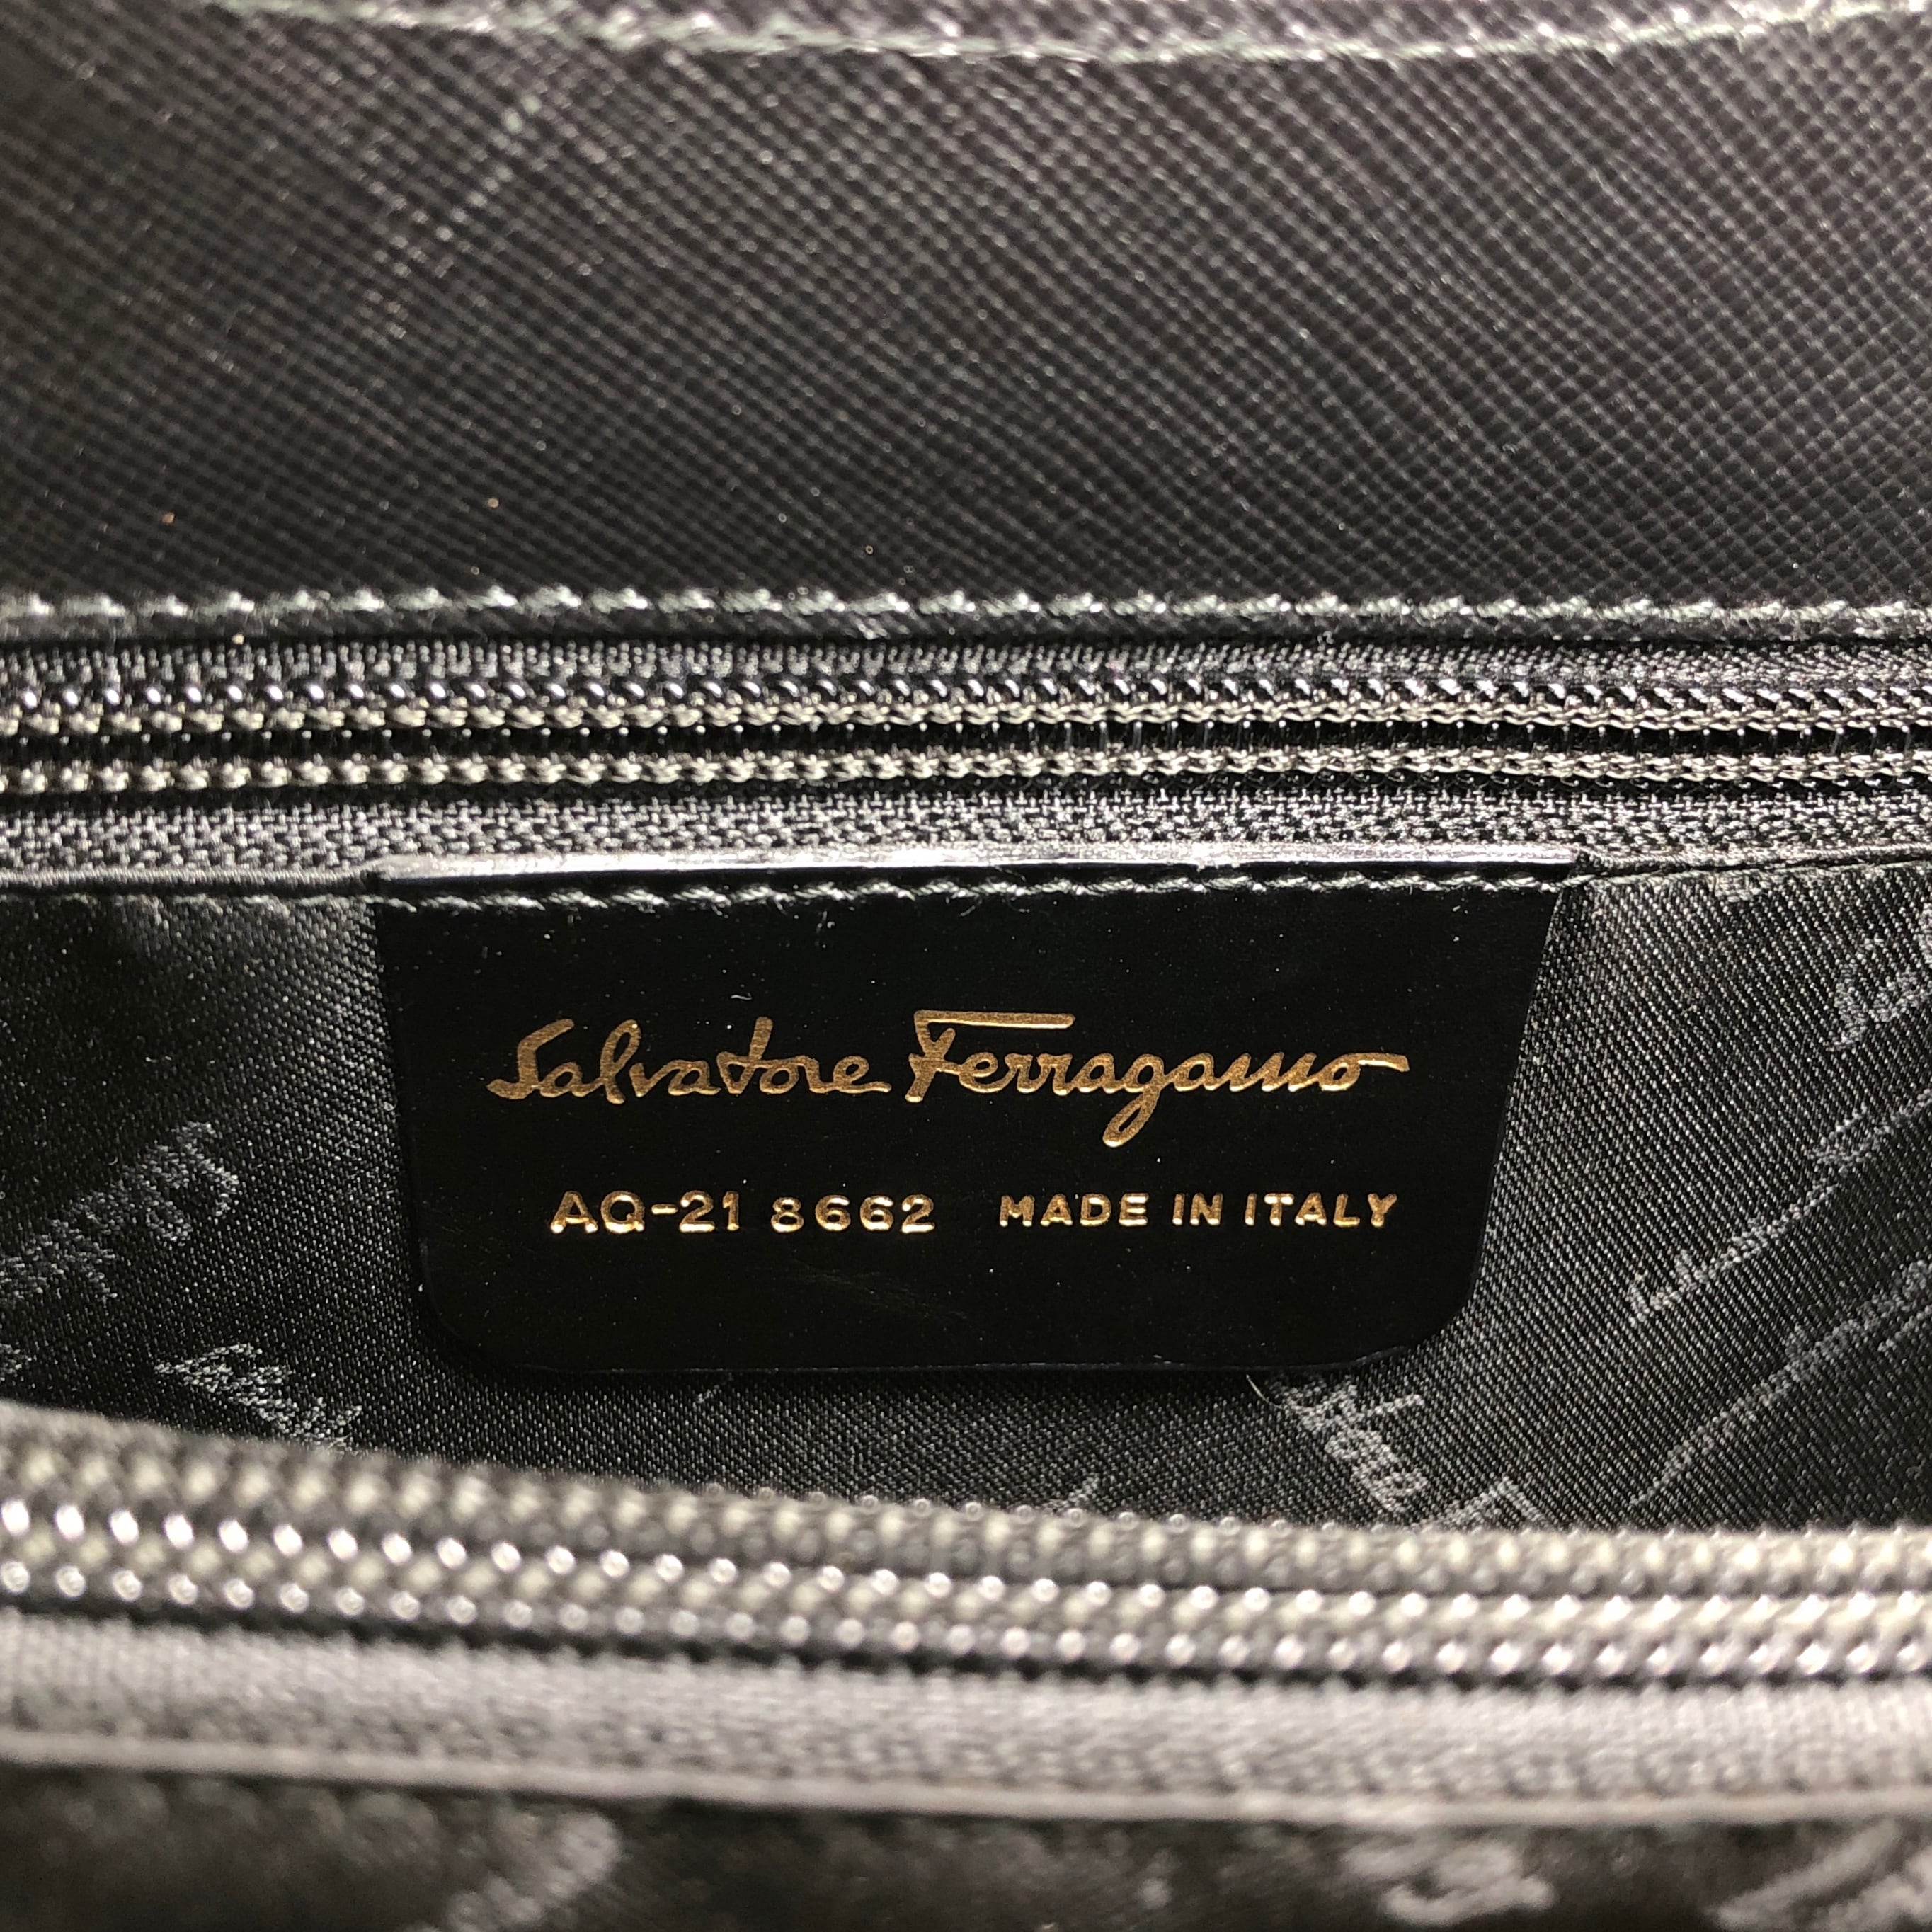 Salvatore Ferragamo
AQ-21 8662 MADE IN ITALY